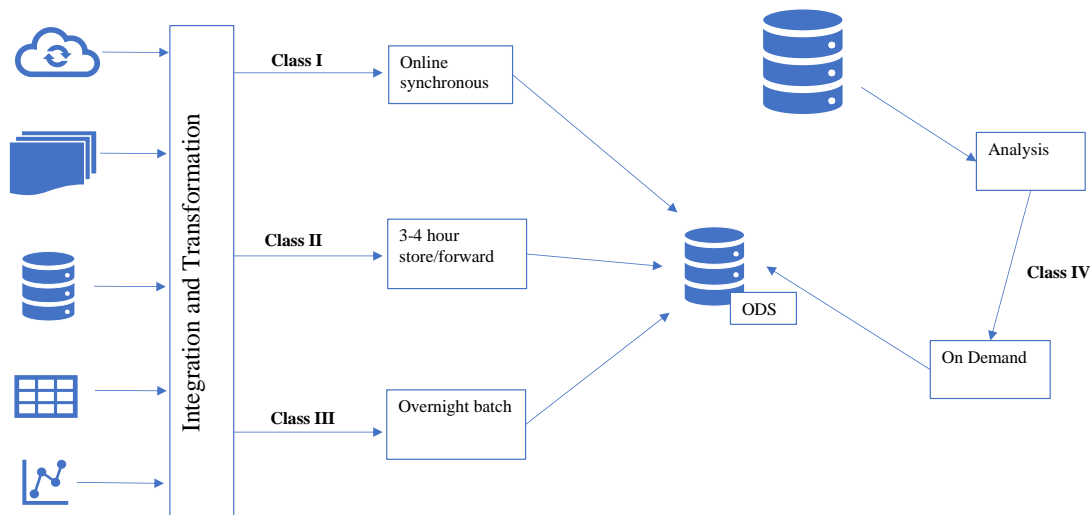 Integration and Transformation
Class I
Online
synchronous
Class II
3-4 hour
store/forward
Class III
Overnight batch
ODS
Analysis
Class IV
On Demand